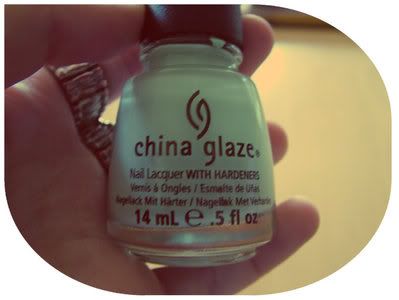 china glaze®
Nail Lacquer WITH HARDENERS
Vernis à Ongles / Esmalte de Uñas
Nagellack Mit Härter / Nagellak Met Verharder
14 mL ℮ .5 fl oz